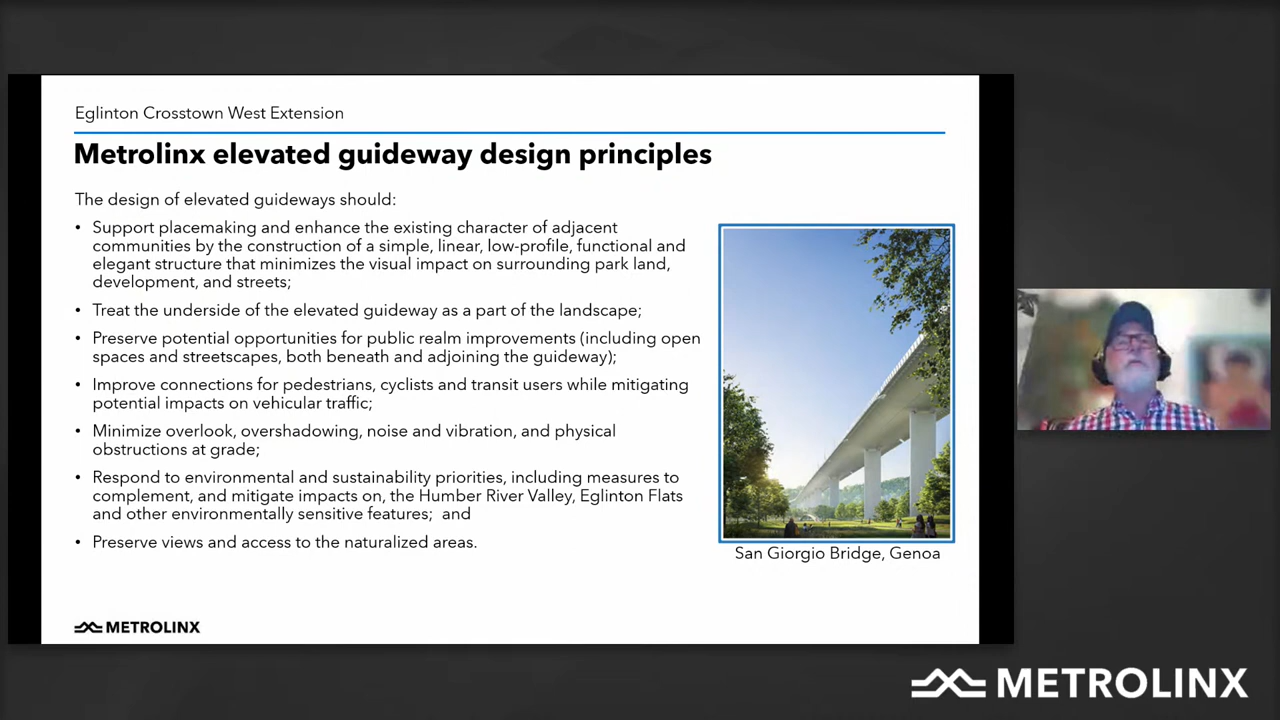 Eglinton Crosstown West Extension
Metrolinx elevated guideway design principles
The design of elevated guideways should:
• Support placemaking and enhance the existing character of adjacent
communities by the construction of a simple, linear, low-profile, functional and
elegant structure that minimizes the visual impact on surrounding park land,
development, and streets;
• Treat the underside of the elevated guideway as a part of the landscape;
• Preserve potential opportunities for public realm improvements (including open
spaces and streetscapes, both beneath and adjoining the guideway);
• Improve connections for pedestrians, cyclists and transit users while mitigating
potential impacts on vehicular traffic;
• Minimize overlook, overshadowing, noise and vibration, and physical
obstructions at grade;
• Respond to environmental and sustainability priorities, including measures to
complement, and mitigate impacts on, the Humber River Valley, Eglinton Flats
and other environmentally sensitive features; and
• Preserve views and access to the naturalized areas.
San Giorgio Bridge, Genoa
METROLINX
METROLINX